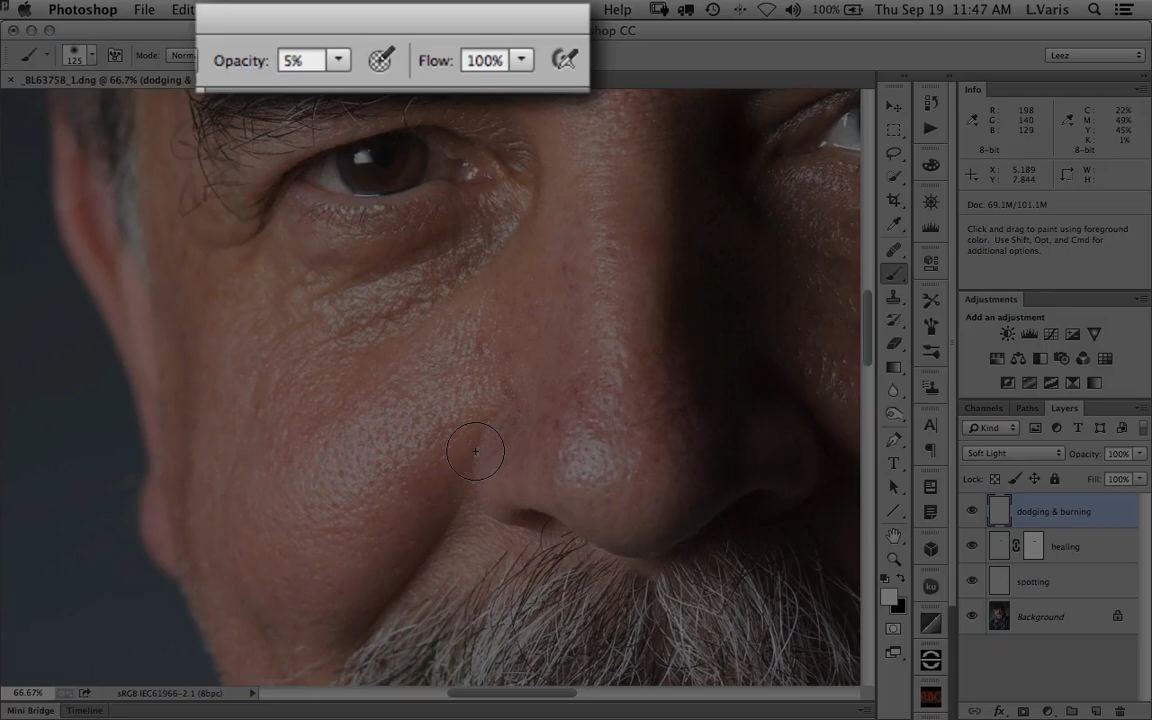 Photoshop File Edit Help 100% Thu Sep 19 11:47 AM L.Varis
shop CC
125 Mode: Norm Opacity: 5% Flow: 100% Leez
× _BL63758_1.dng @ 66.7% (dodging &
Info
R: 198 C: 22%
G: 140 M: 49%
B: 129 Y: 45%
K: 1%
8-bit 8-bit
X: 5.189 W:
Y: 7.844 H:
Doc: 69.1M/101.1M
Click and drag to paint using foreground
color. Use Shift, Opt, and Cmd for
additional options.
Adjustments
Add an adjustment
Channels Paths Layers
Kind
Soft Light Opacity: 100%
Lock: Fill: 100%
dodging & burning
healing
spotting
Background
ku
66.67% sRGB IEC61966-2.1 (8bpc)
Mini Bridge Timeline